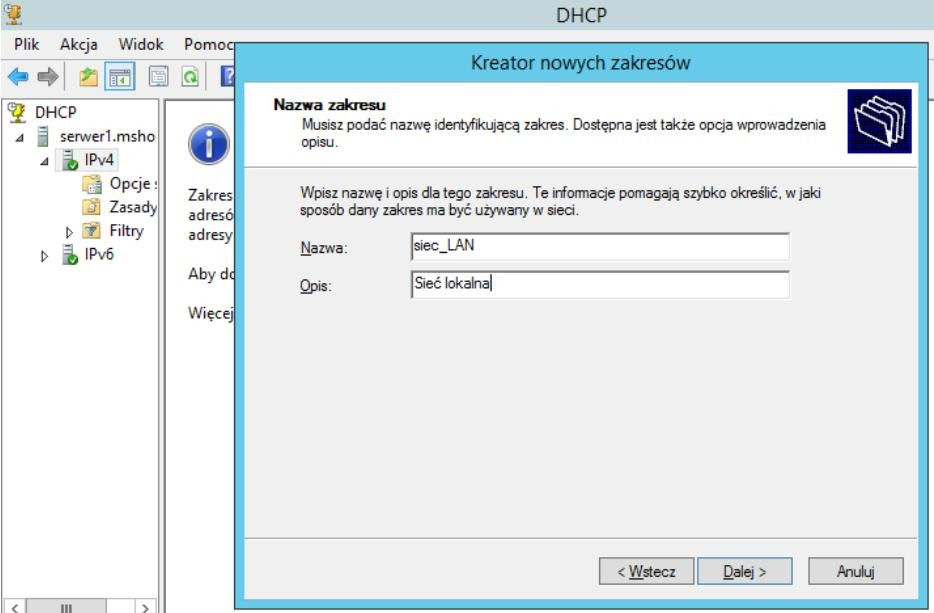 DHCP
Plik Akcja Widok Pomoc
DHCP
serwer1.msho
IPv4
Opcje
Zasady
Filtry
IPv6
Zakres
adresó
adresy
Aby do
Więcej
Kreator nowych zakresów
Nazwa zakresu
Musisz podać nazwę identyfikującą zakres. Dostępna jest także opcja wprowadzenia
opisu.
Wpisz nazwę i opis dla tego zakresu. Te informacje pomagają szybko określić, w jaki
sposób dany zakres ma być używany w sieci.
Nazwa: siec_LAN
Opis: Sieć lokalna
< Wstecz Dalej > Anuluj